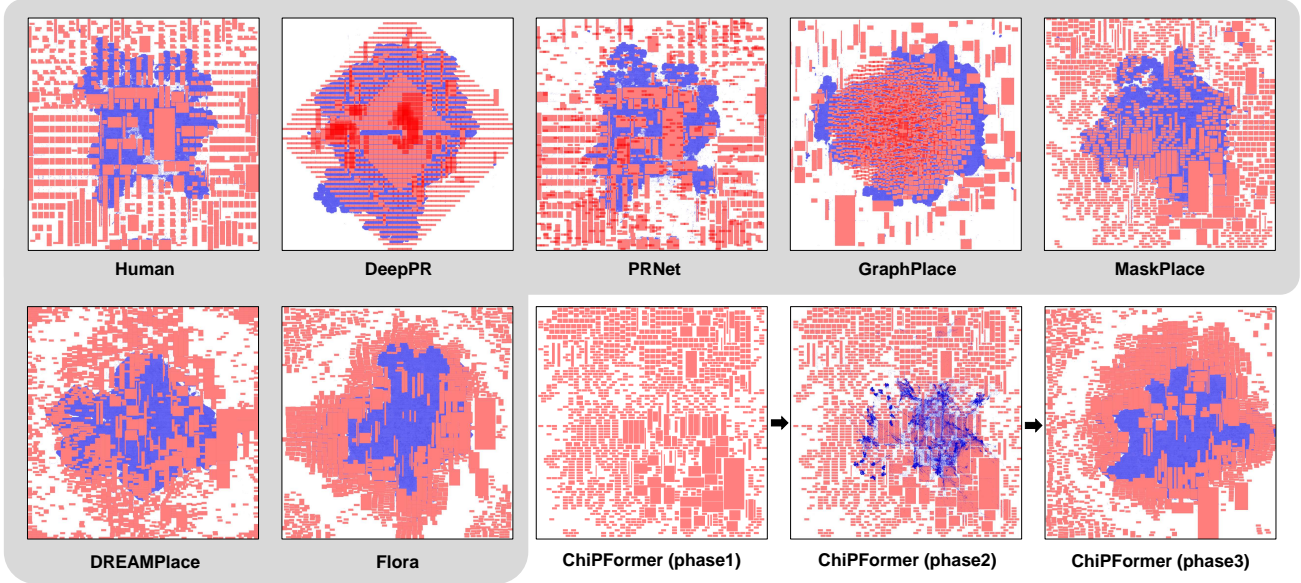 Human
DeepPR
PRNet
GraphPlace
MaskPlace
DREAMPlace
Flora
ChiPFormer (phase1)
ChiPFormer (phase2)
ChiPFormer (phase3)